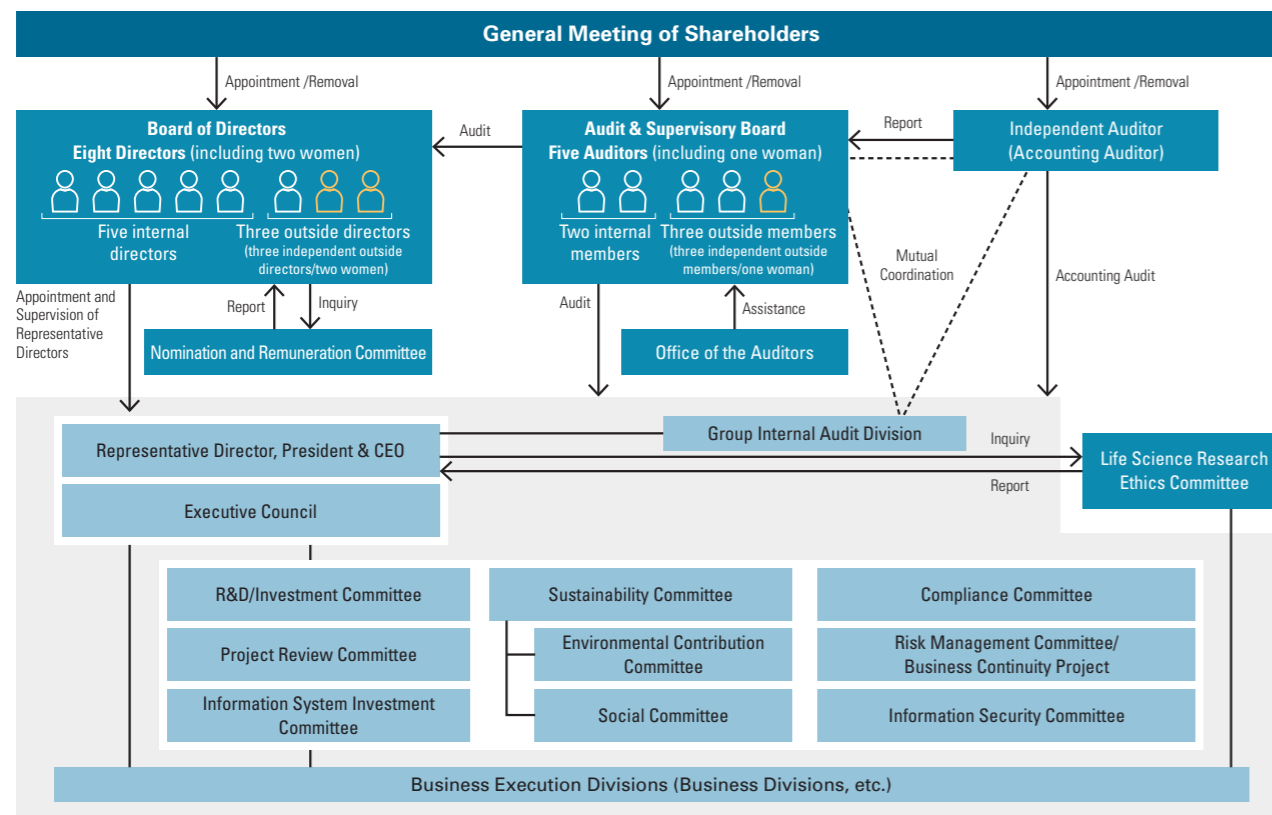 General Meeting of Shareholders
Appointment /Removal
Appointment /Removal
Appointment /Removal
Board of Directors
Eight Directors (including two women)
Five internal
directors
Three outside directors
(three independent outside
directors/two women)
Audit
Audit & Supervisory Board
Five Auditors (including one woman)
Two internal
members
Three outside members
(three independent outside
members/one woman)
Report
Independent Auditor
(Accounting Auditor)
Mutual
Coordination
Accounting Audit
Appointment and
Supervision of
Representative
Directors
Report
Inquiry
Audit
Assistance
Nomination and Remuneration Committee
Office of the Auditors
Representative Director, President & CEO
Executive Council
Group Internal Audit Division
Inquiry
Report
Life Science Research
Ethics Committee
R&D/Investment Committee
Project Review Committee
Information System Investment
Committee
Sustainability Committee
Environmental Contribution
Committee
Social Committee
Compliance Committee
Risk Management Committee/
Business Continuity Project
Information Security Committee
Business Execution Divisions (Business Divisions, etc.)